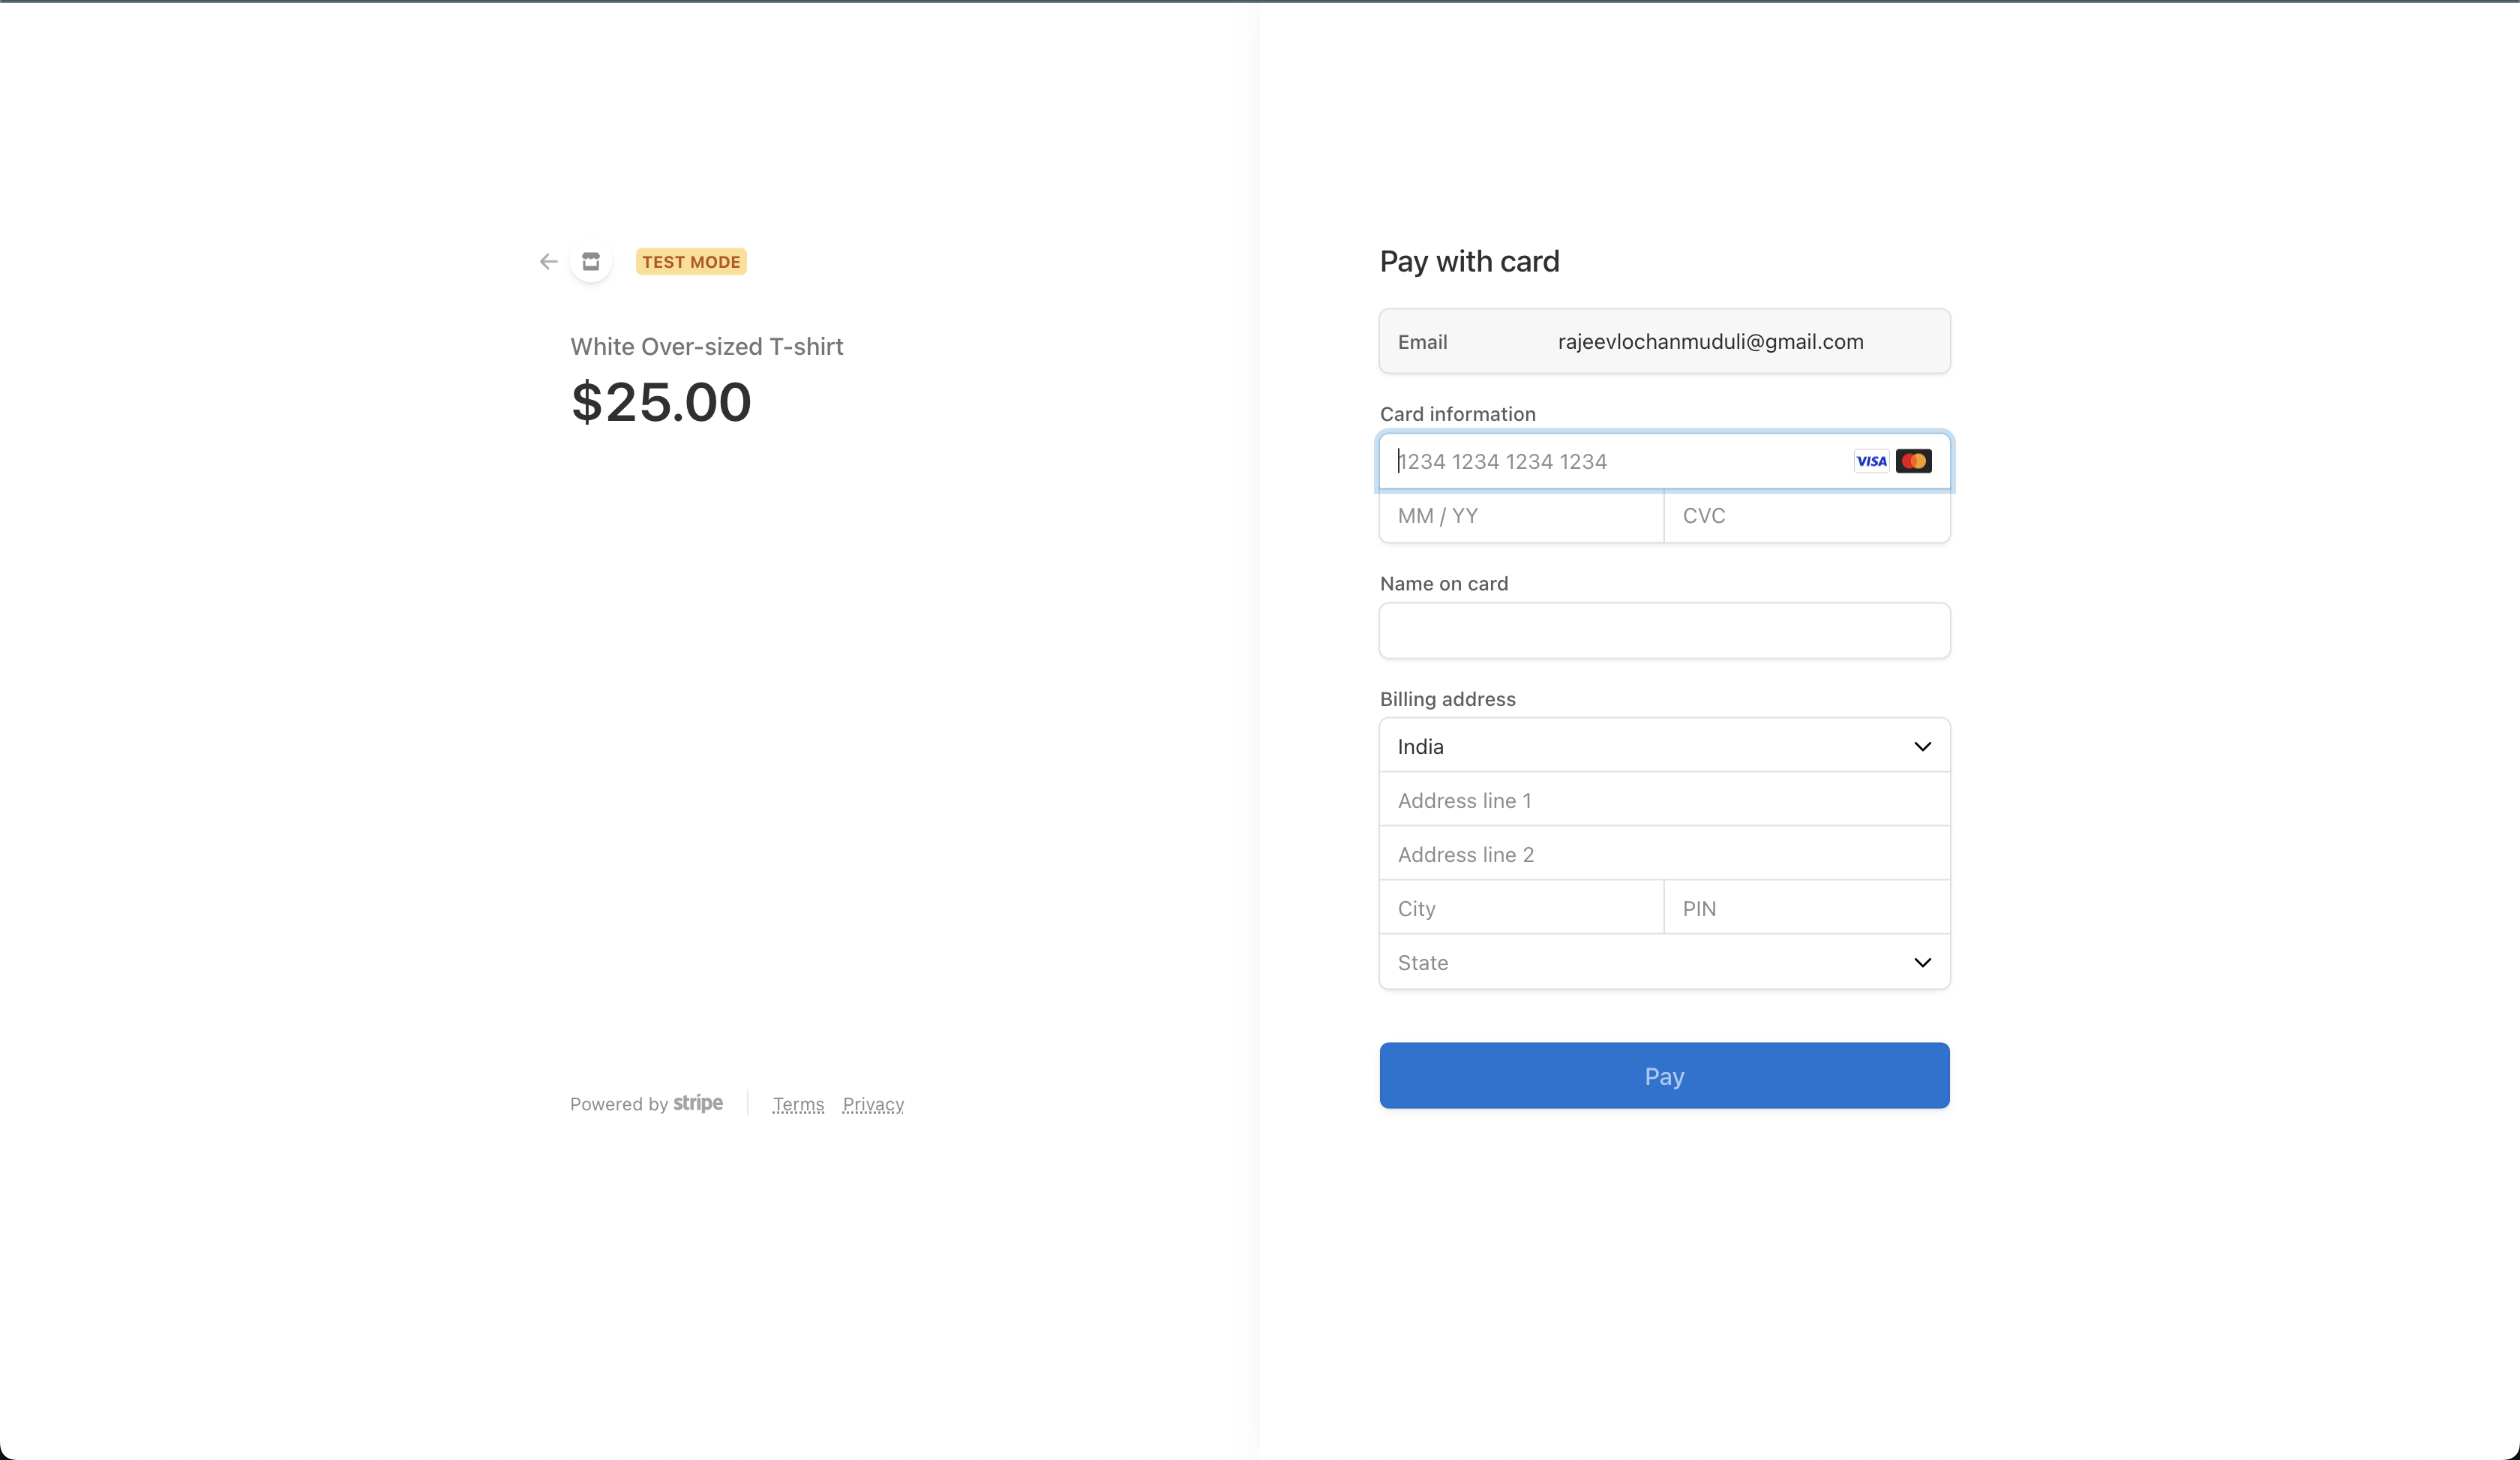 TEST MODE
White Over-sized T-shirt
$25.00
Powered by stripe
Terms Privacy
Pay with card
Email rajeevlochanmuduli@gmail.com
Card information
1234 1234 1234 1234 VISA
MM / YY CVC
Name on card
Billing address
India
Address line 1
Address line 2
City PIN
State
Pay